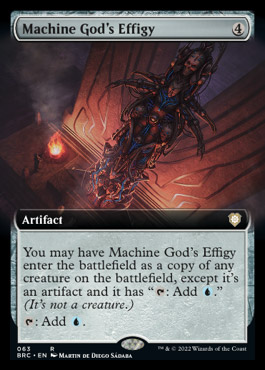 Machine God's Effigy 4
Artifact
You may have Machine God's Effigy
enter the battlefield as a copy of any
creature on the battlefield, except it's
an artifact and it has “: Add .”
(It's not a creature.)
: Add .
063 R
BRC • EN Martin de Diego Sádaba
™ & © 2022 Wizards of the Coast